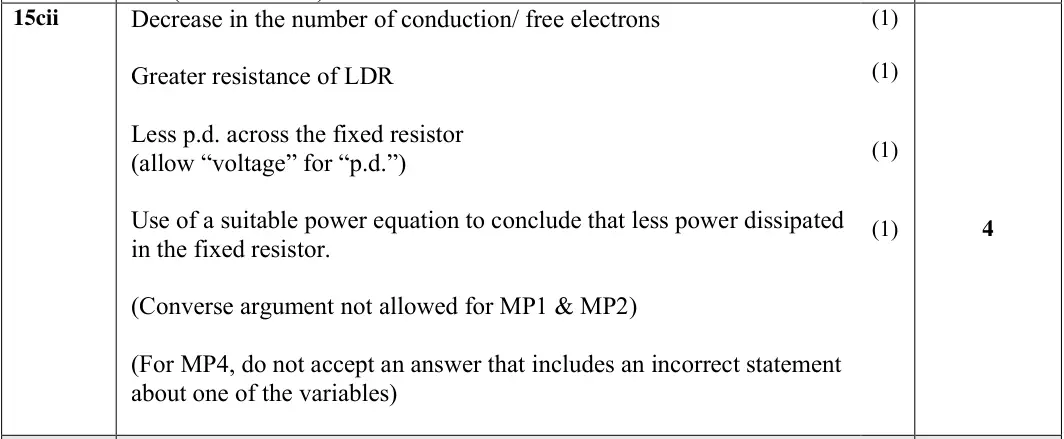 15cii
Decrease in the number of conduction/ free electrons (1)
Greater resistance of LDR (1)
Less p.d. across the fixed resistor
(allow “voltage” for “p.d.”) (1)
Use of a suitable power equation to conclude that less power dissipated
in the fixed resistor. (1)
4
(Converse argument not allowed for MP1 & MP2)
(For MP4, do not accept an answer that includes an incorrect statement
about one of the variables)